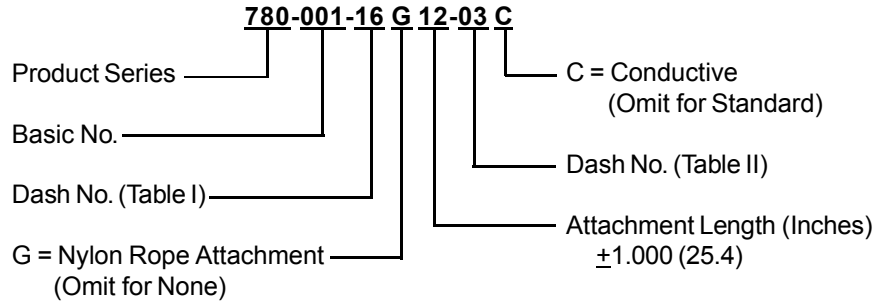 780-001-16 G 12-03 C
Product Series
Basic No.
Dash No. (Table I)
G = Nylon Rope Attachment
(Omit for None)
C = Conductive
(Omit for Standard)
Dash No. (Table II)
Attachment Length (Inches)
+1.000 (25.4)